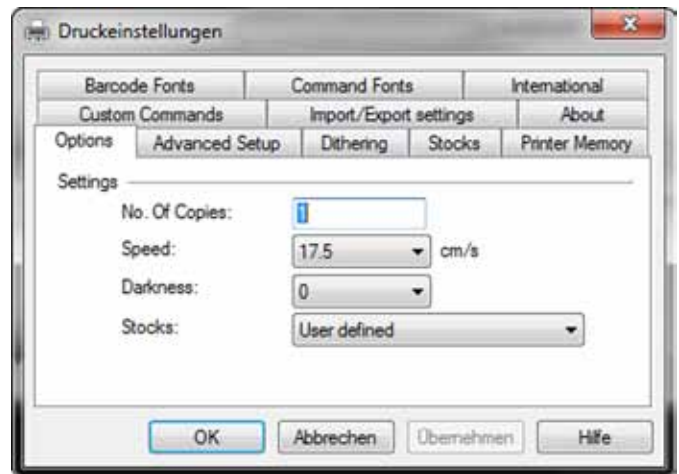 Druckeinstellungen
Barcode Fonts Command Fonts International
Custom Commands Import/Export settings About
Options Advanced Setup Dithering Stocks Printer Memory
Settings
No. Of Copies: 1
Speed: 17.5 cm/s
Darkness: 0
Stocks: User defined
OK Abbrechen Übernehmen Hilfe